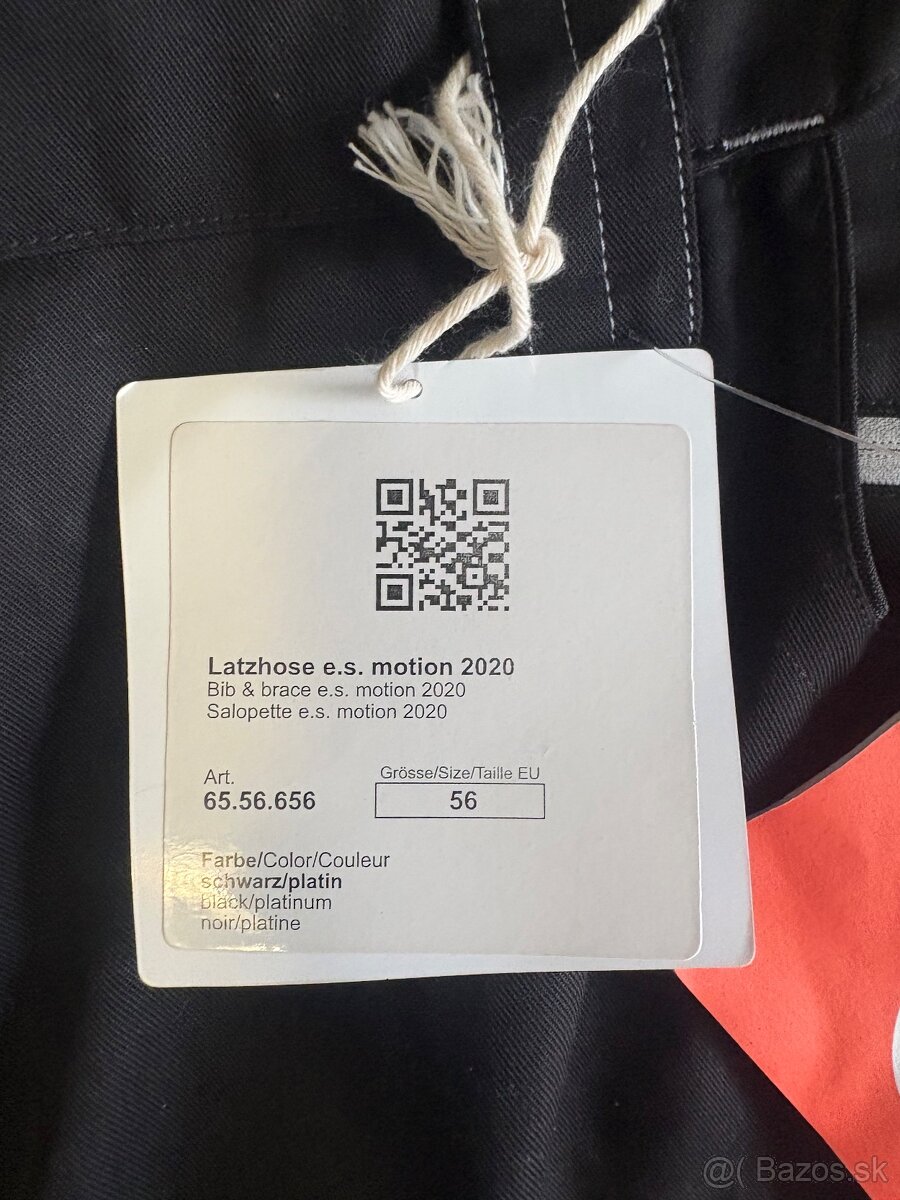 Latzhose e.s. motion 2020
Bib & brace e.s. motion 2020
Salopette e.s. motion 2020
Art.
65.56.656
Grösse/Size/Taille EU
56
Farbe/Color/Couleur
schwarz/platin
black/platinum
noir/platine
@( Bazos.sk